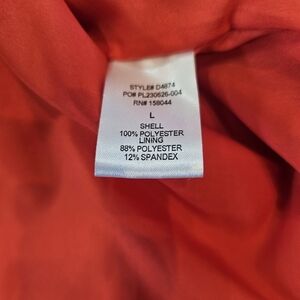 STYLE# D4874
PO# PL230626-004
RN# 158044
L
SHELL
100% POLYESTER
LINING
88% POLYESTER
12% SPANDEX